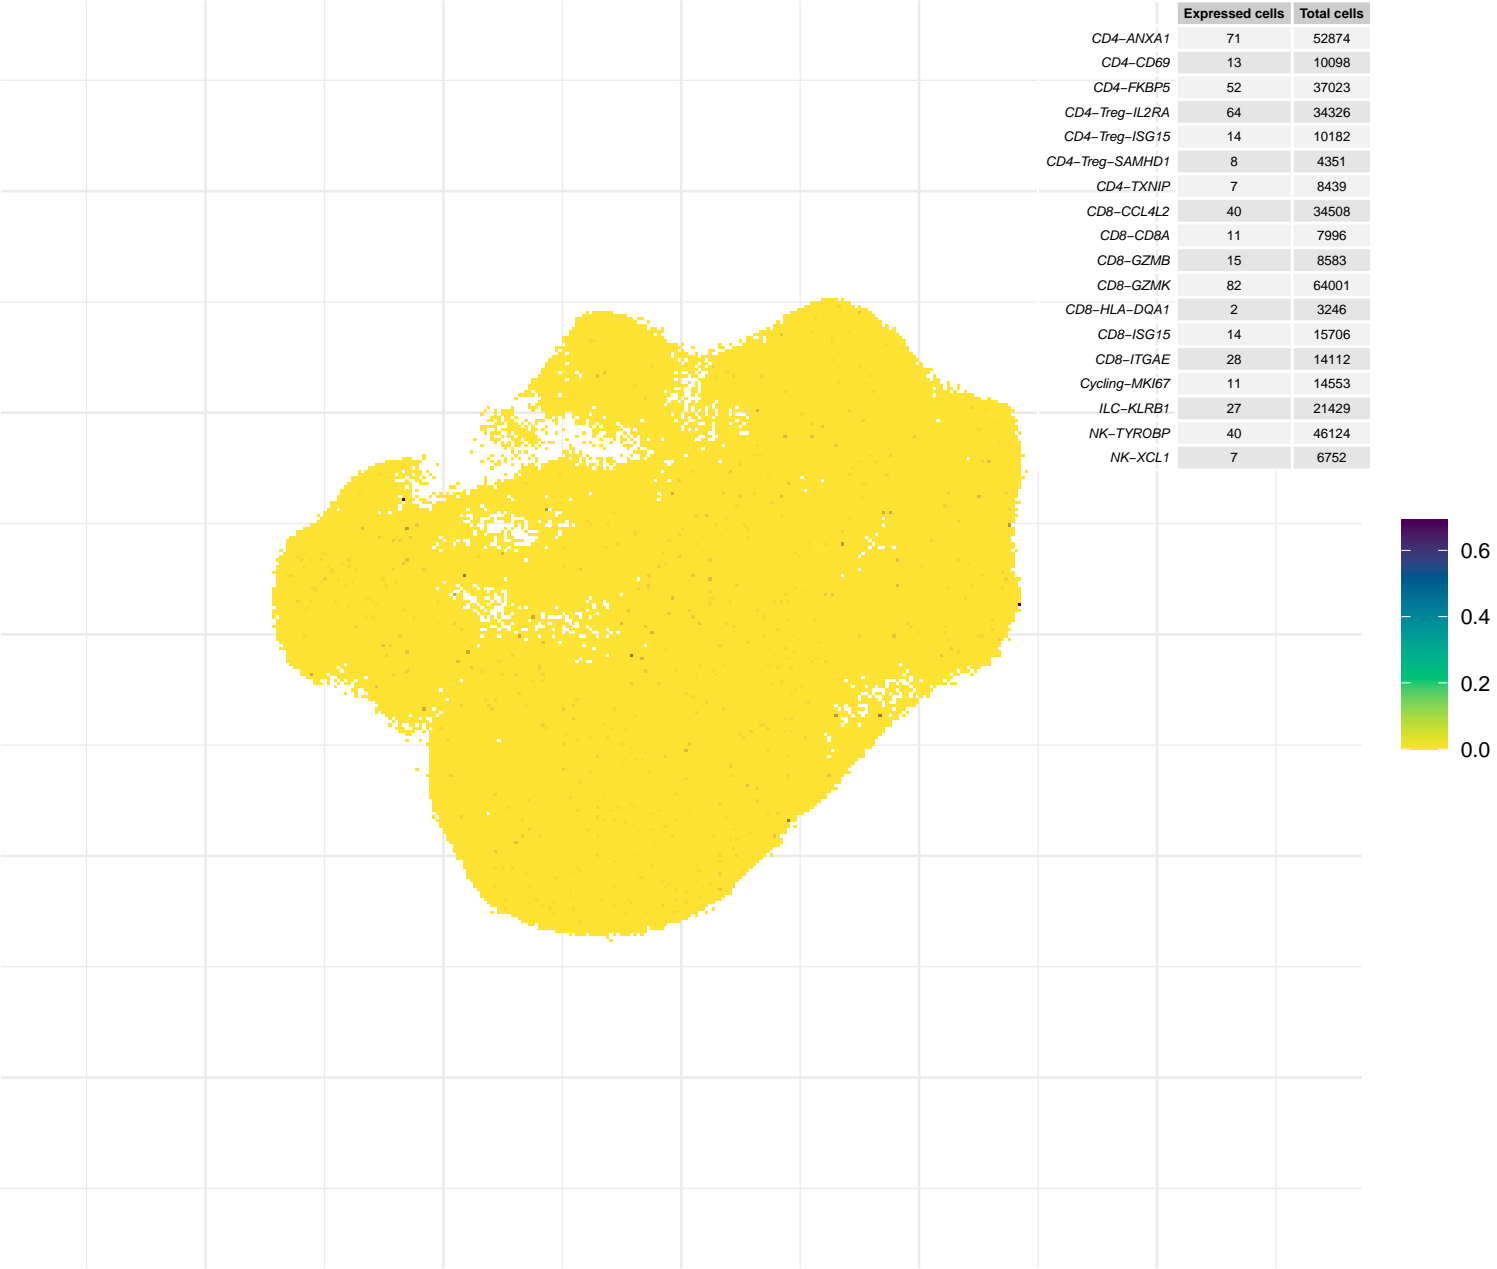 Expressed cells Total cells
CD4−ANXA1 71 52874
CD4−CD69 13 10098
CD4−FKBP5 52 37023
CD4−Treg−IL2RA 64 34326
CD4−Treg−ISG15 14 10182
CD4−Treg−SAMHD1 8 4351
CD4−TXNIP 7 8439
CD8−CCL4L2 40 34508
CD8−CD8A 11 7996
CD8−GZMB 15 8583
CD8−GZMK 82 64001
CD8−HLA−DQA1 2 3246
CD8−ISG15 14 15706
CD8−ITGAE 28 14112
Cycling−MKI67 11 14553
ILC−KLRB1 27 21429
NK−TYROBP 40 46124
NK−XCL1 7 6752
0.6
0.4
0.2
0.0